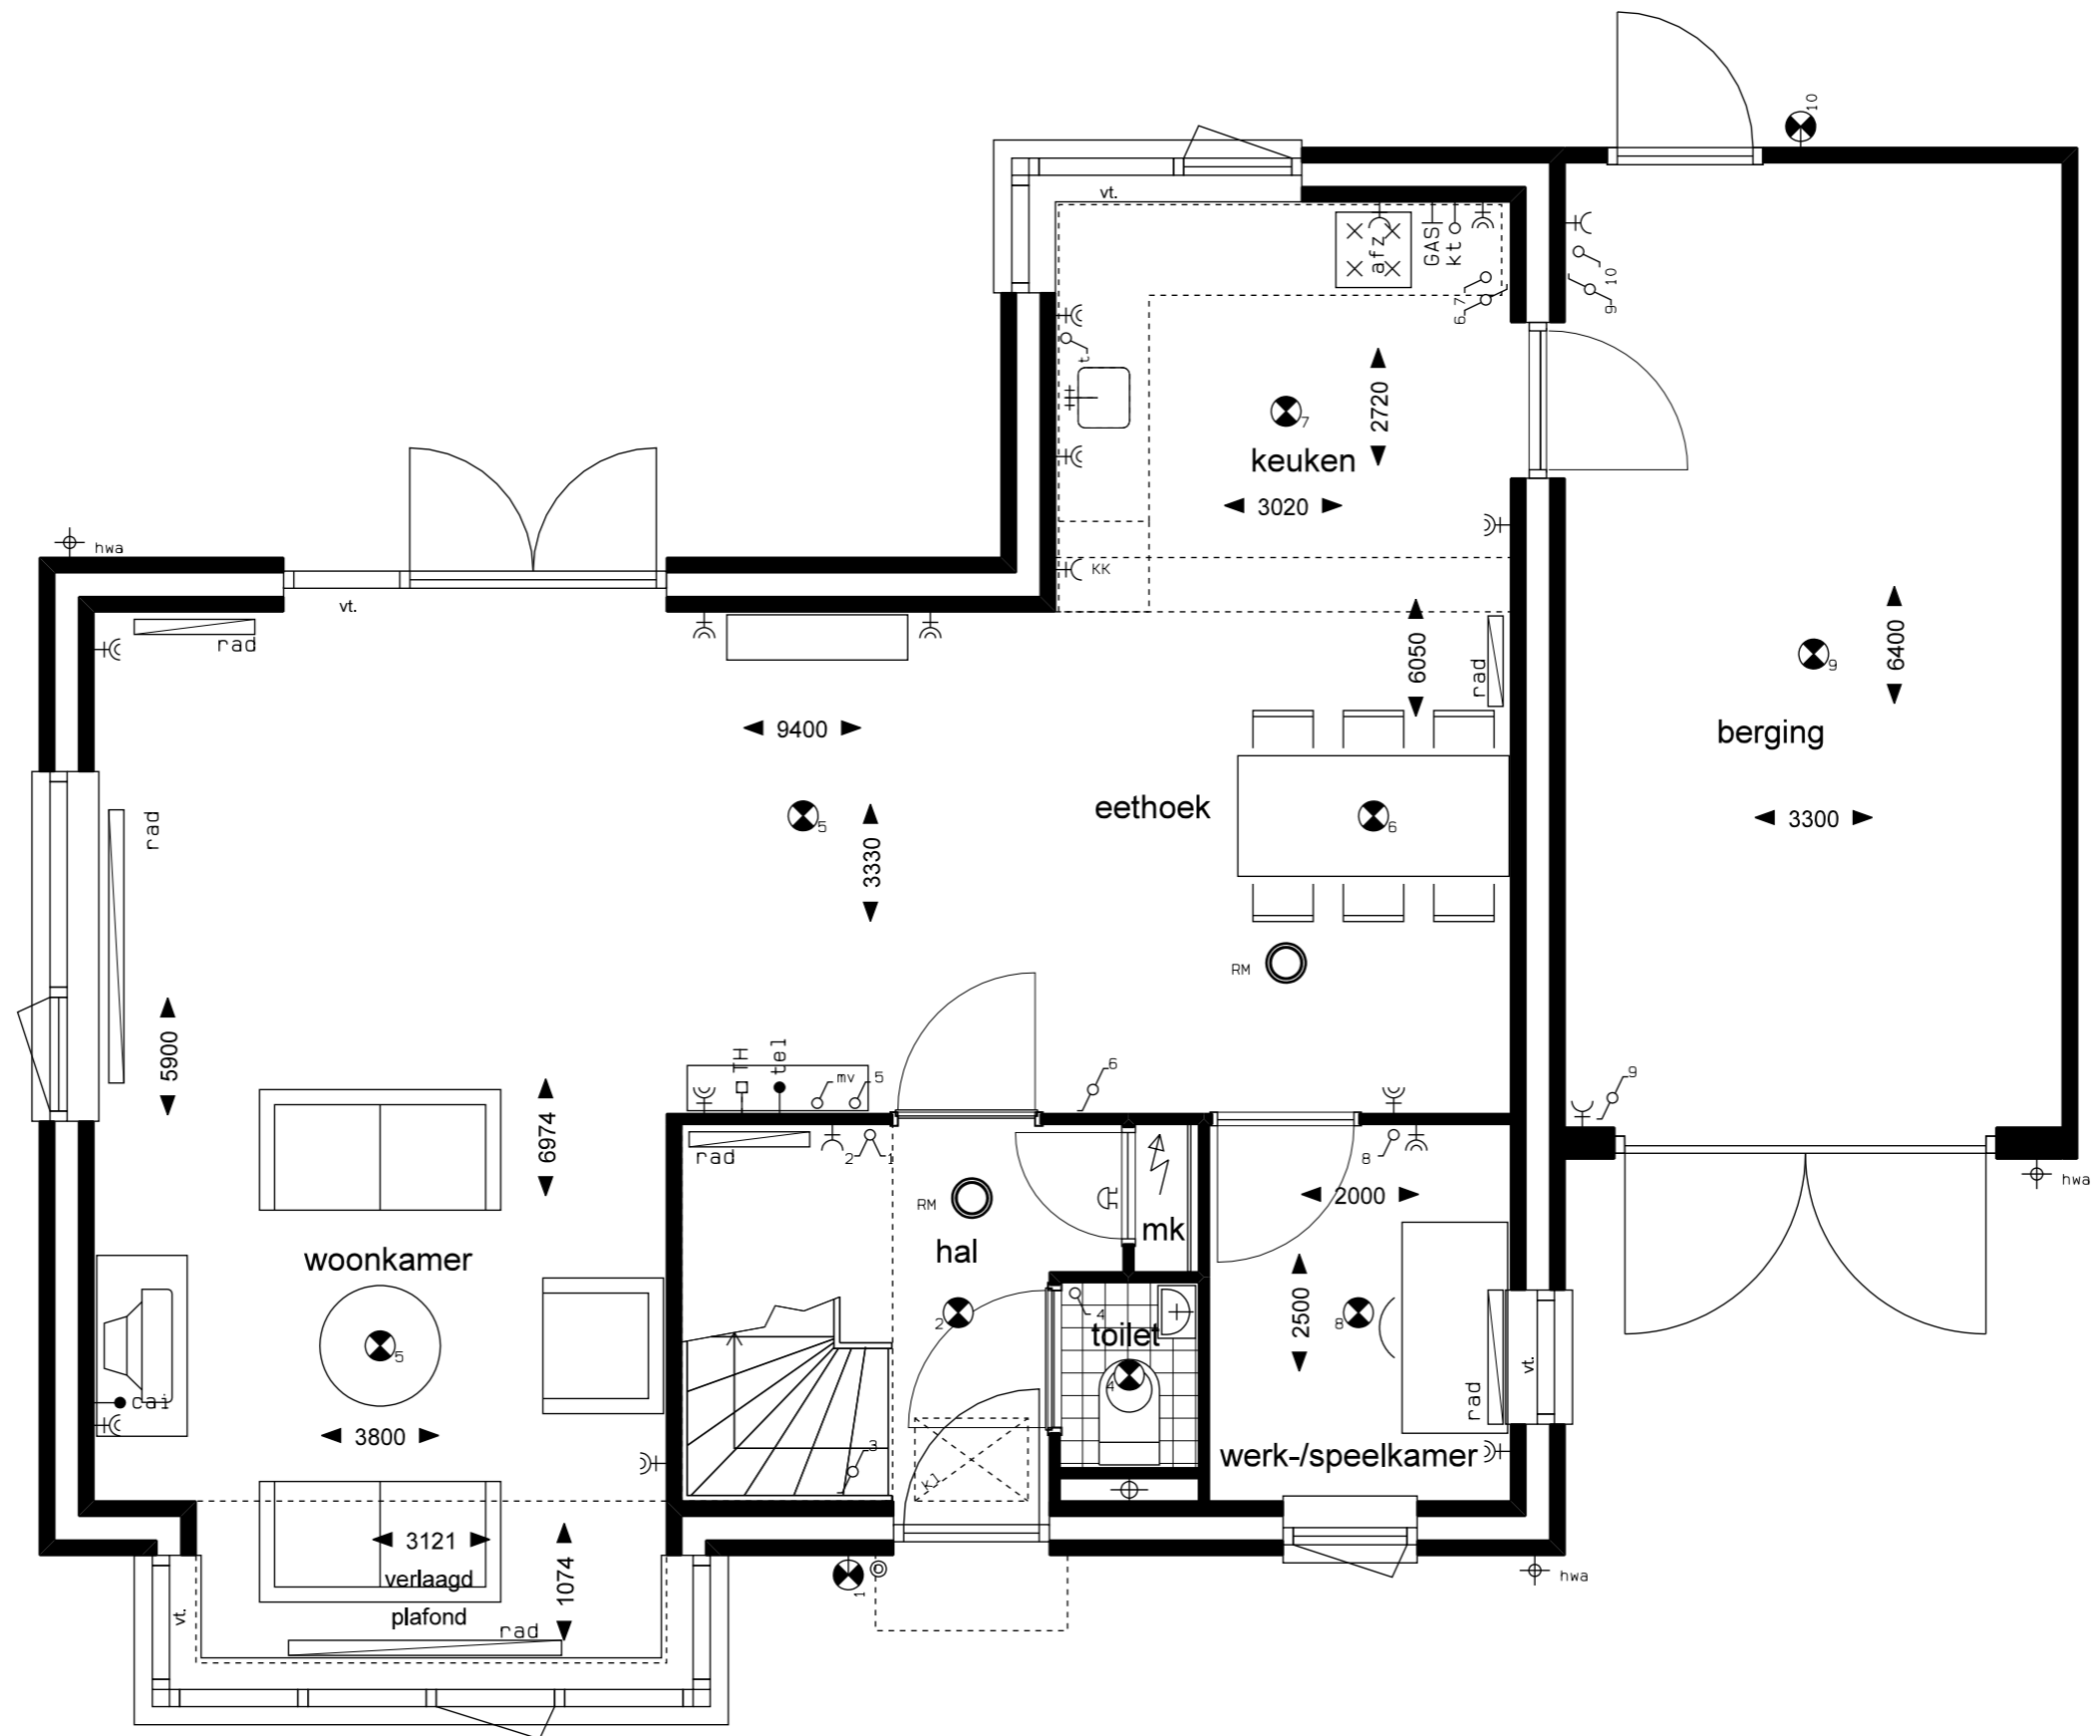 10
vt.
afz
GAS
kt
10
9
7
6
t
2720
7
keuken
3020
hwa
vt.
KK
rad
6050
rad
6400
9
berging
9400
eethoek
5
6
3330
3300
rad
RM
5900
TH
tel
mv
5
6
9
6974
rad
2
1
8
hwa
RM
2000
mk
hal
woonkamer
2500
2
4
toilet
8
5
vt.
4
cai
rad
3800
3
werk-/speelkamer
kl
3121
1074
verlaagd
plafond
vt.
rad
1
hwa